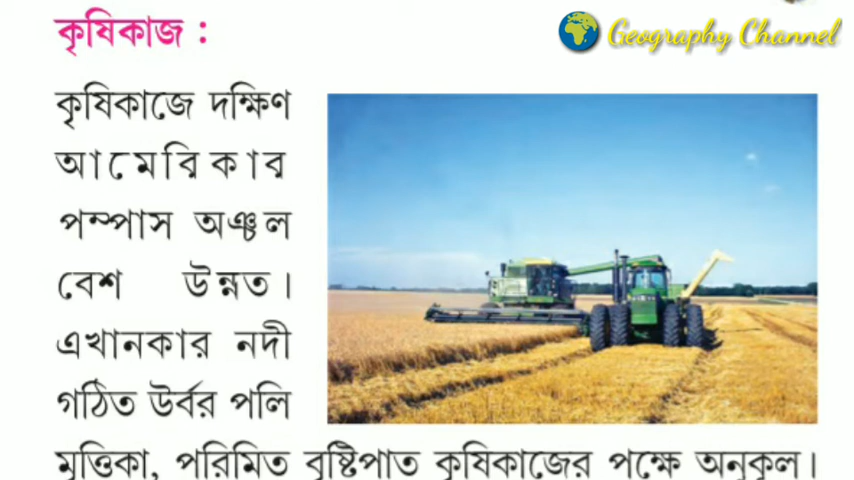 কৃষিকাজ :
Geography Channel
কৃষিকাজে দক্ষিণ
আমেরিকার
পম্পাস অঞ্চল
বেশ উন্নত।
এখানকার নদী
গঠিত উর্বর পলি
মৃত্তিকা, পরিমিত বৃষ্টিপাত কৃষিকাজের পক্ষে অনুকূল।